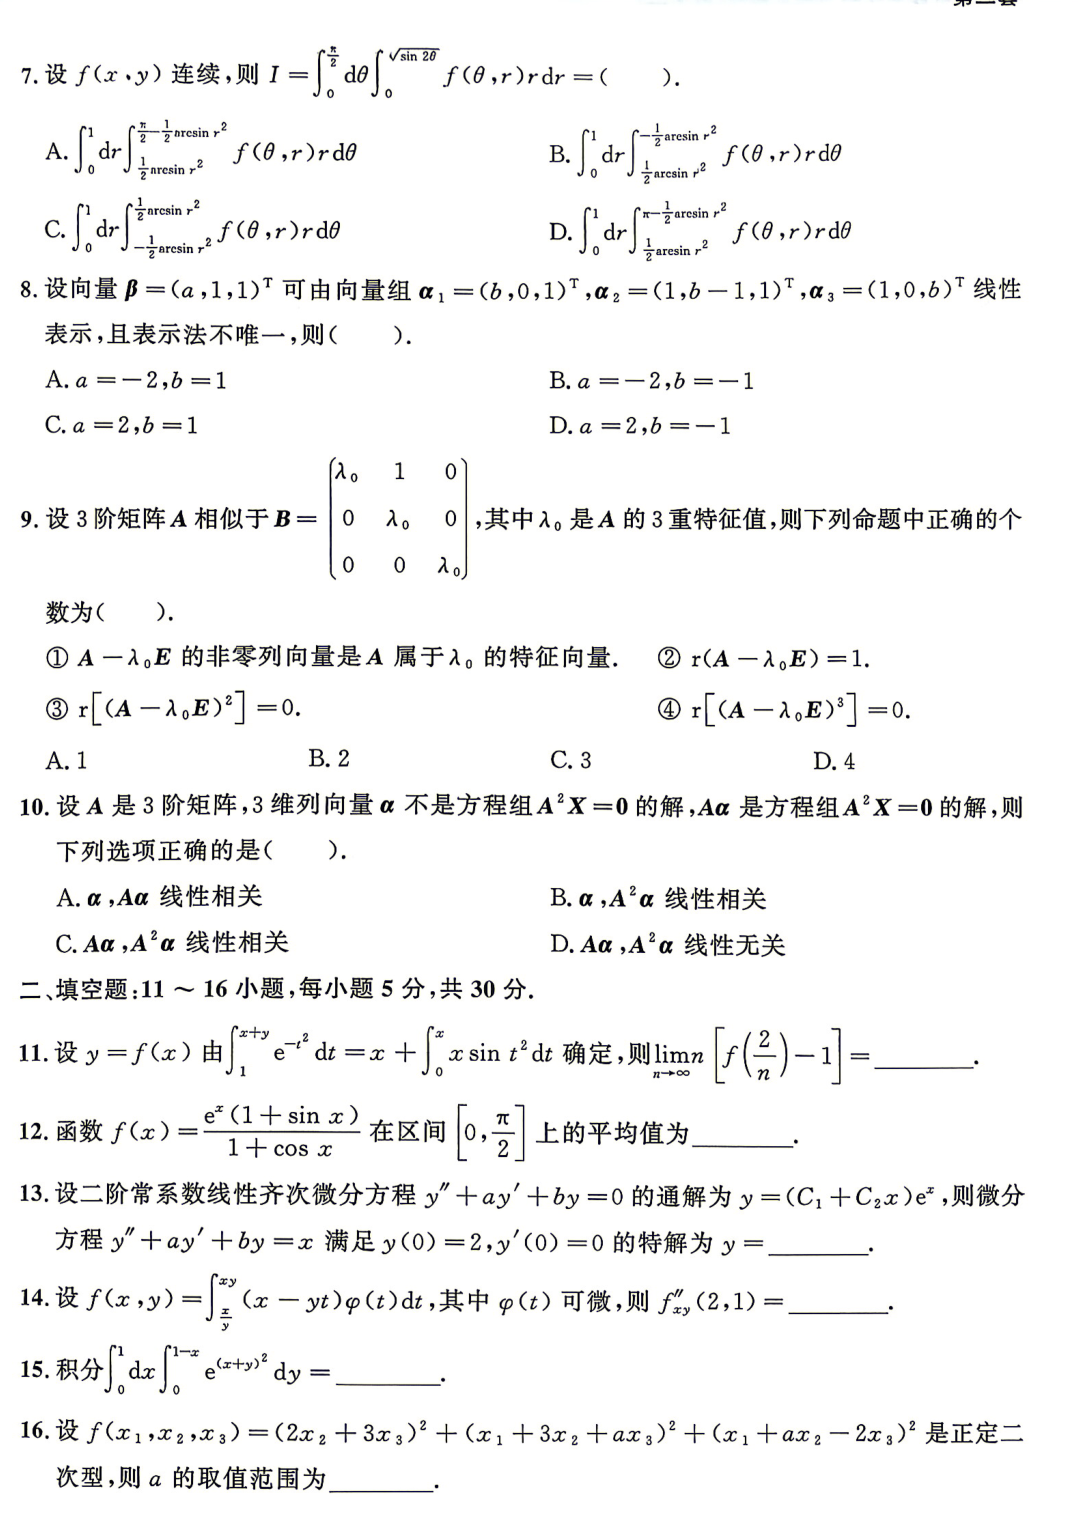 第二套
7. 设 f(x,y) 连续,则 I = ∫_0^{π/2} dθ ∫_0^{√(sin 2θ)} f(θ,r)r dr = (  ).
A. ∫_0^1 dr ∫_{½arcsin r²}^{π/2−½arcsin r²} f(θ,r)r dθ  B. ∫_0^1 dr ∫_{½arcsin r²}^{−½arcsin r²} f(θ,r)r dθ
C. ∫_0^1 dr ∫_{−½arcsin r²}^{½arcsin r²} f(θ,r)r dθ  D. ∫_0^1 dr ∫_{½arcsin r²}^{π−½arcsin r²} f(θ,r)r dθ
8. 设向量 β = (a,1,1)ᵀ 可由向量组 α₁ = (b,0,1)ᵀ,α₂ = (1,b−1,1)ᵀ,α₃ = (1,0,b)ᵀ 线性
表示,且表示法不唯一,则(  ).
A. a = −2,b = 1  B. a = −2,b = −1
C. a = 2,b = 1  D. a = 2,b = −1
9. 设 3 阶矩阵 A 相似于 B = (λ₀ 1 0; 0 λ₀ 0; 0 0 λ₀),其中 λ₀ 是 A 的 3 重特征值,则下列命题中正确的个
数为(  ).
① A − λ₀E 的非零列向量是 A 属于 λ₀ 的特征向量.  ② r(A − λ₀E) = 1.
③ r[(A − λ₀E)²] = 0.  ④ r[(A − λ₀E)³] = 0.
A. 1  B. 2  C. 3  D. 4
10. 设 A 是 3 阶矩阵,3 维列向量 α 不是方程组 A²X = 0 的解,Aα 是方程组 A²X = 0 的解,则
下列选项正确的是(  ).
A. α,Aα 线性相关  B. α,A²α 线性相关
C. Aα,A²α 线性相关  D. Aα,A²α 线性无关
二、填空题:11 ~ 16 小题,每小题 5 分,共 30 分.
11. 设 y = f(x) 由 ∫_1^{x+y} e^{−t²} dt = x + ∫_0^x x sin t² dt 确定,则 lim_{n→∞} n[f(2/n) − 1] = ______.
12. 函数 f(x) = eˣ(1 + sin x)/(1 + cos x) 在区间 [0, π/2] 上的平均值为______.
13. 设二阶常系数线性齐次微分方程 y″ + ay′ + by = 0 的通解为 y = (C₁ + C₂x)eˣ,则微分
方程 y″ + ay′ + by = x 满足 y(0) = 2,y′(0) = 0 的特解为 y = ______.
14. 设 f(x,y) = ∫_{x/y}^{xy} (x − yt)φ(t)dt,其中 φ(t) 可微,则 f″_{xy}(2,1) = ______.
15. 积分 ∫_0^1 dx ∫_0^{1−x} e^{(x+y)²} dy = ______.
16. 设 f(x₁,x₂,x₃) = (2x₂ + 3x₃)² + (x₁ + 3x₂ + ax₃)² + (x₁ + ax₂ − 2x₃)² 是正定二
次型,则 a 的取值范围为______.